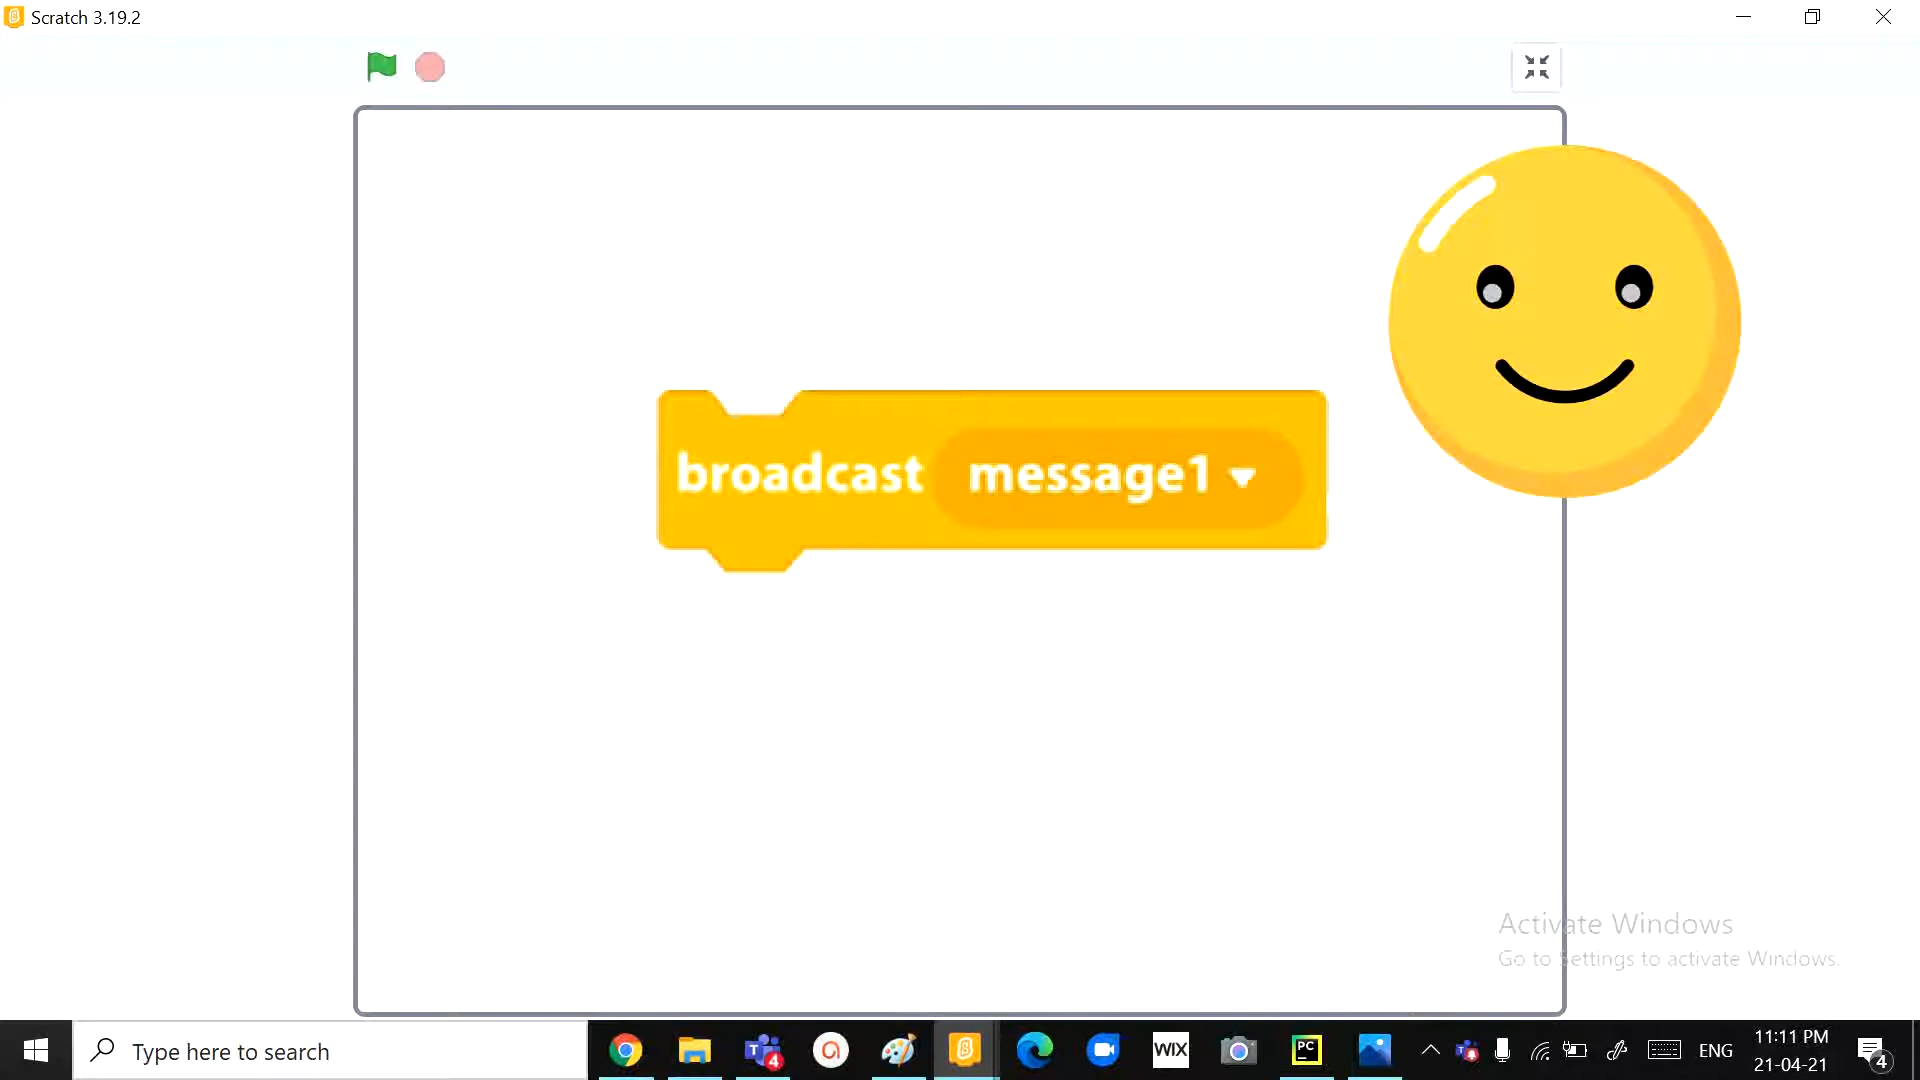 Scratch 3.19.2
broadcast message1
Activate Windows
Go to Settings to activate Windows.
Type here to search
4
WIX
PC
ENG
11:11 PM
21-04-21
4